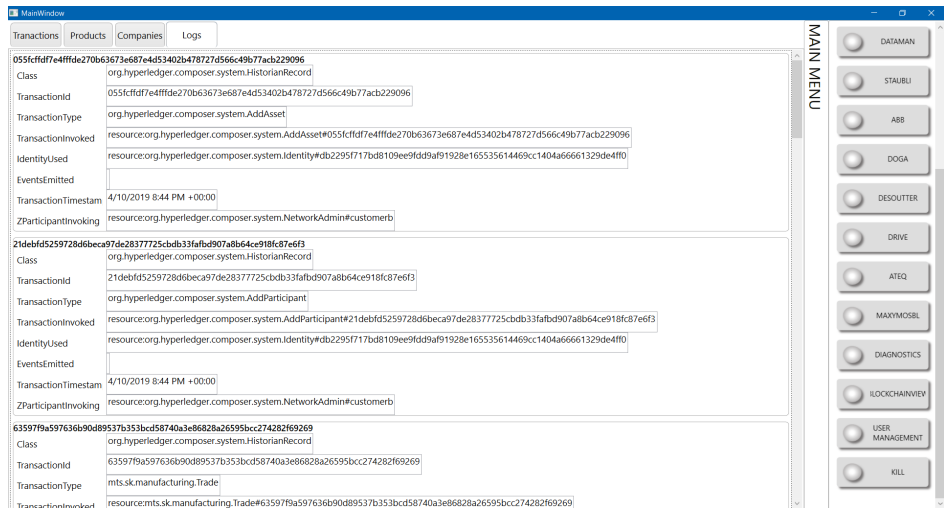 MainWindow
Tranactions Products Companies Logs
055fcffdf7e4fffde270b63673e687e4d53402b478727d566c49b77acb229096
Class org.hyperledger.composer.system.HistorianRecord
TransactionId 055fcffdf7e4fffde270b63673e687e4d53402b478727d566c49b77acb229096
TransactionType org.hyperledger.composer.system.AddAsset
TransactionInvoked resource:org.hyperledger.composer.system.AddAsset#055fcffdf7e4fffde270b63673e687e4d53402b478727d566c49b77acb229096
IdentityUsed resource:org.hyperledger.composer.system.Identity#db2295f717bd8109ee9fdd9af91928e165535614469cc1404a66661329de4ff0
EventsEmitted
TransactionTimestam 4/10/2019 8:44 PM +00:00
ZParticipantInvoking resource:org.hyperledger.composer.system.NetworkAdmin#customerb
21debfd5259728d6beca97de28377725cbdb33fafbd907a8b64ce918fc87e6f3
Class org.hyperledger.composer.system.HistorianRecord
TransactionId 21debfd5259728d6beca97de28377725cbdb33fafbd907a8b64ce918fc87e6f3
TransactionType org.hyperledger.composer.system.AddParticipant
TransactionInvoked resource:org.hyperledger.composer.system.AddParticipant#21debfd5259728d6beca97de28377725cbdb33fafbd907a8b64ce918fc87e6f3
IdentityUsed resource:org.hyperledger.composer.system.Identity#db2295f717bd8109ee9fdd9af91928e165535614469cc1404a66661329de4ff0
EventsEmitted
TransactionTimestam 4/10/2019 8:44 PM +00:00
ZParticipantInvoking resource:org.hyperledger.composer.system.NetworkAdmin#customerb
63597f9a597636b90d89537b353bcd58740a3e86828a26595bcc274282f69269
Class org.hyperledger.composer.system.HistorianRecord
TransactionId 63597f9a597636b90d89537b353bcd58740a3e86828a26595bcc274282f69269
TransactionType mts.sk.manufacturing.Trade
TransactionInvoked resource:mts.sk.manufacturing.Trade#63597f9a597636b90d89537b353bcd58740a3e86828a26595bcc274282f69269
MAIN MENU
DATAMAN
STAUBLI
ABB
DOGA
DESOUTTER
DRIVE
ATEQ
MAXYMOSBL
DIAGNOSTICS
ILOCKCHAINVIEW
USER
MANAGEMENT
KILL